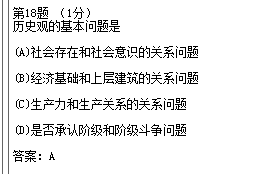 第18题 （1分）
历史观的基本问题是
(A)社会存在和社会意识的关系问题
(B)经济基础和上层建筑的关系问题
(C)生产力和生产关系的关系问题
(D)是否承认阶级和阶级斗争问题
答案：A